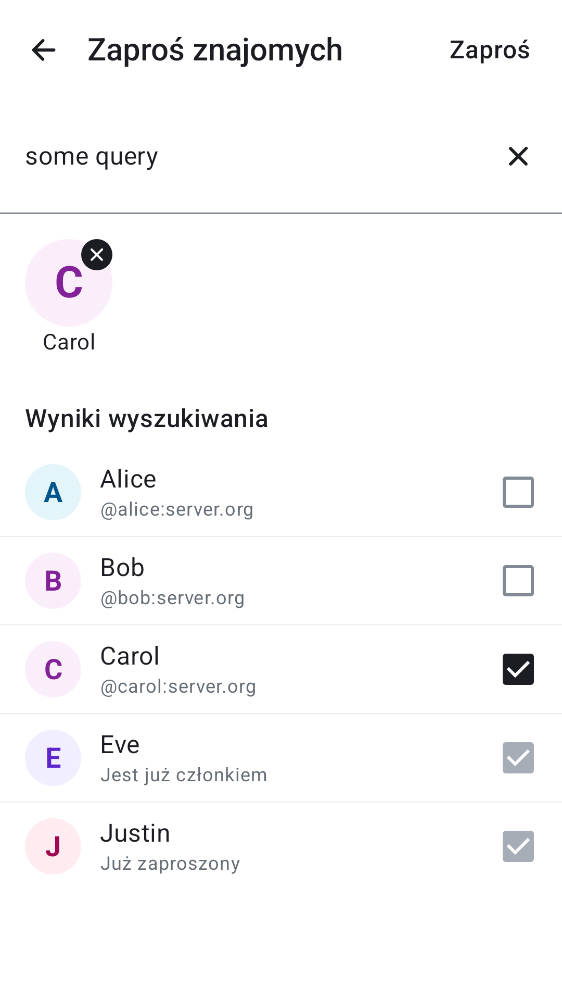 Zaproś znajomych
Zaproś
some query
C
Carol
Wyniki wyszukiwania
A
Alice
@alice:server.org
B
Bob
@bob:server.org
C
Carol
@carol:server.org
E
Eve
Jest już członkiem
J
Justin
Już zaproszony